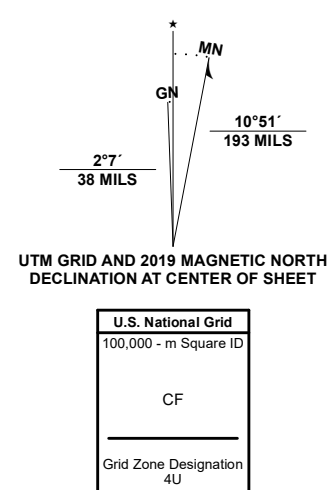 ★
MN
GN
10°51´
193 MILS
2°7´
38 MILS
UTM GRID AND 2019 MAGNETIC NORTH
DECLINATION AT CENTER OF SHEET
U.S. National Grid
100,000 - m Square ID
CF
Grid Zone Designation
4U